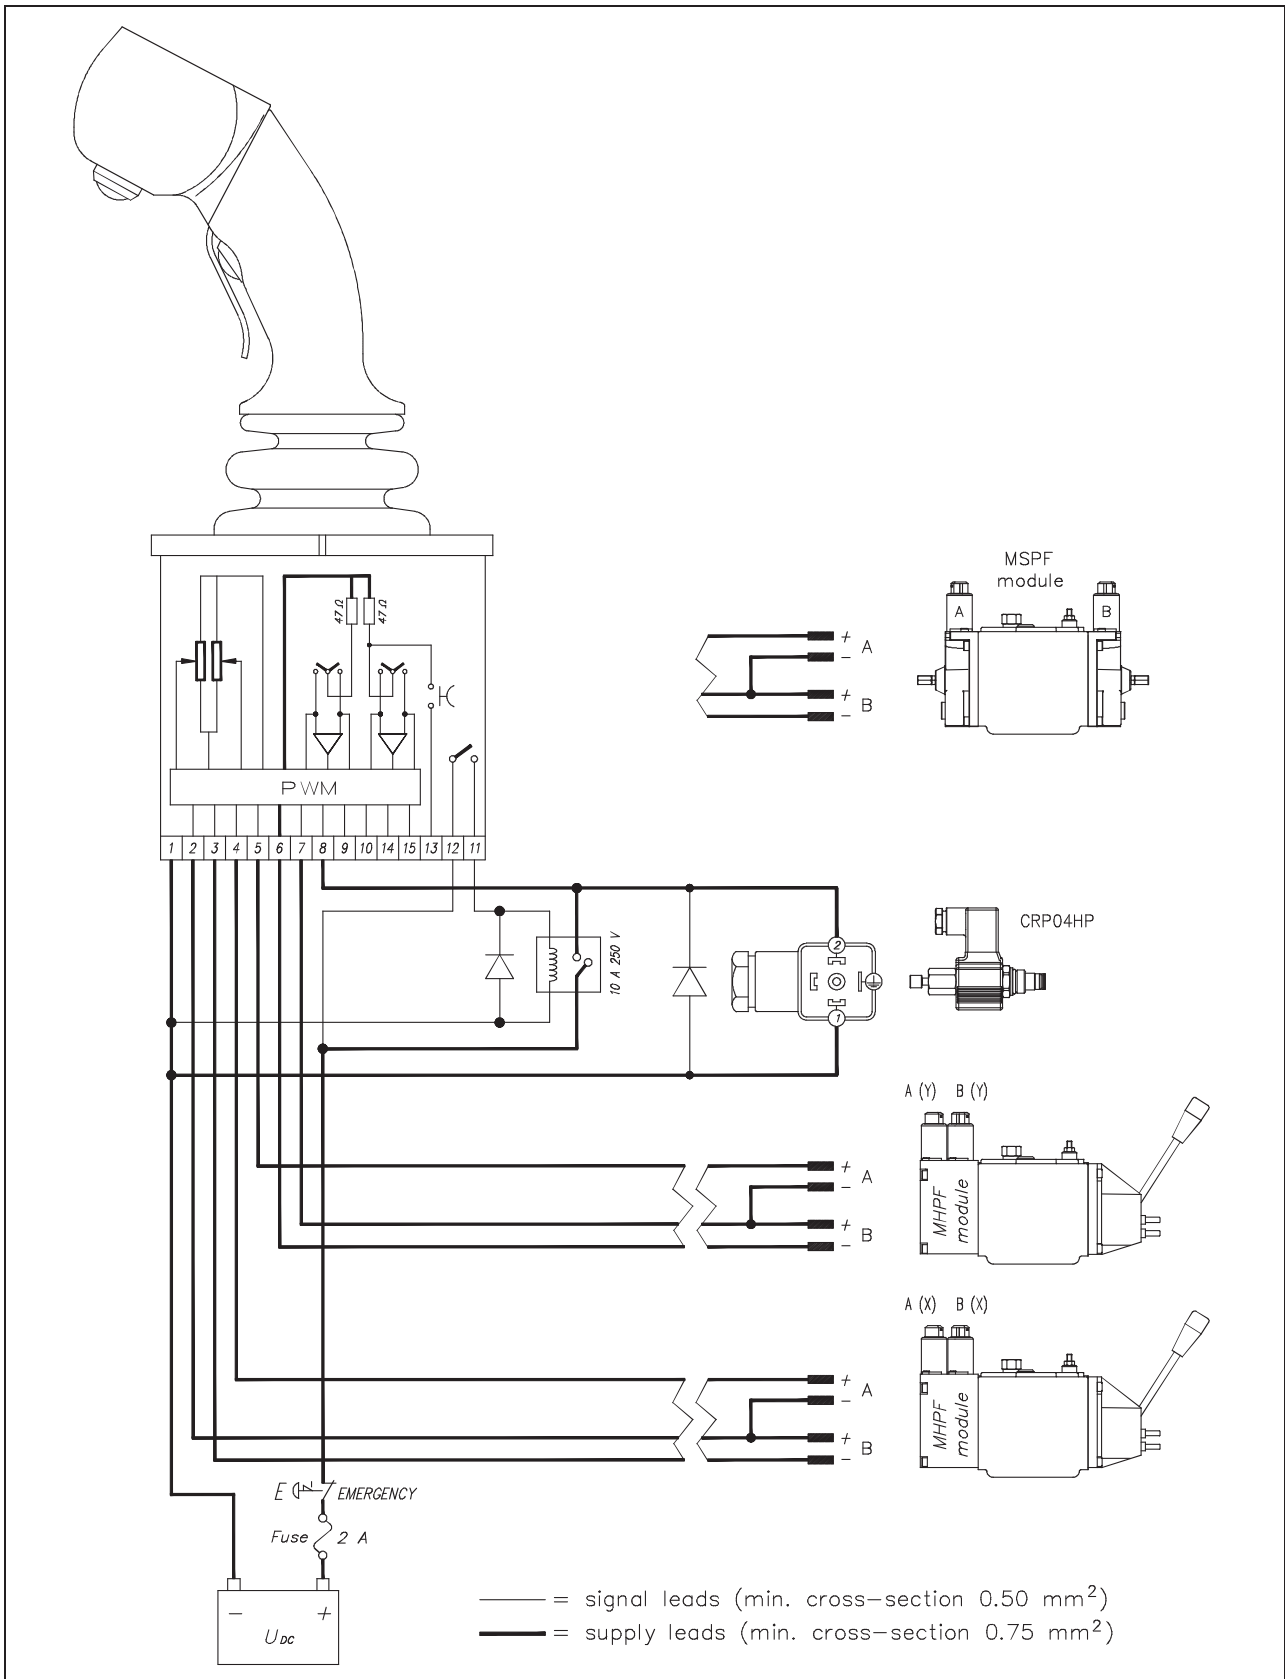 MSPF
module
A
B
47 Ω
47 Ω
+ A
−
+ B
−
PWM
1 2 3 4 5 6 7 8 9 10 14 15 13 12 11
10 A 250 V
2
1
CRP04HP
A (Y) B (Y)
+ A
−
+ B
−
MHPF
module
A (X) B (X)
+ A
−
+ B
−
MHPF
module
E EMERGENCY
Fuse 2 A
− +
U DC
= signal leads (min. cross−section 0.50 mm²)
= supply leads (min. cross−section 0.75 mm²)